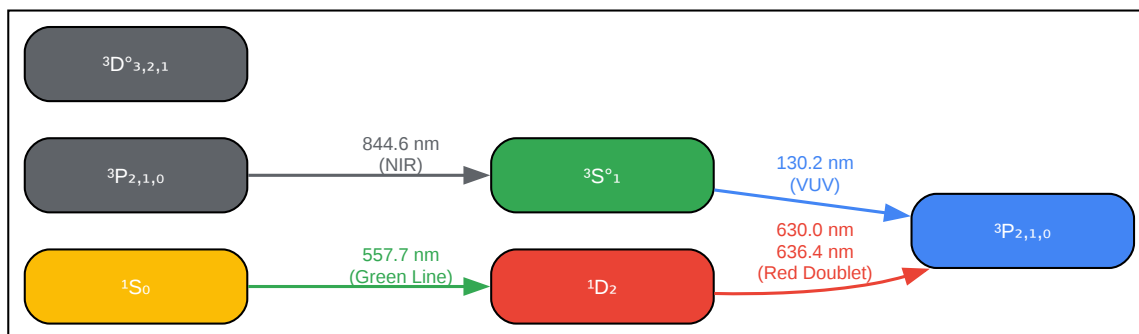 ³D°₃,₂,₁
844.6 nm
(NIR)
³P₂,₁,₀
³S°₁
130.2 nm
(VUV)
³P₂,₁,₀
557.7 nm
(Green Line)
¹S₀
¹D₂
630.0 nm
636.4 nm
(Red Doublet)